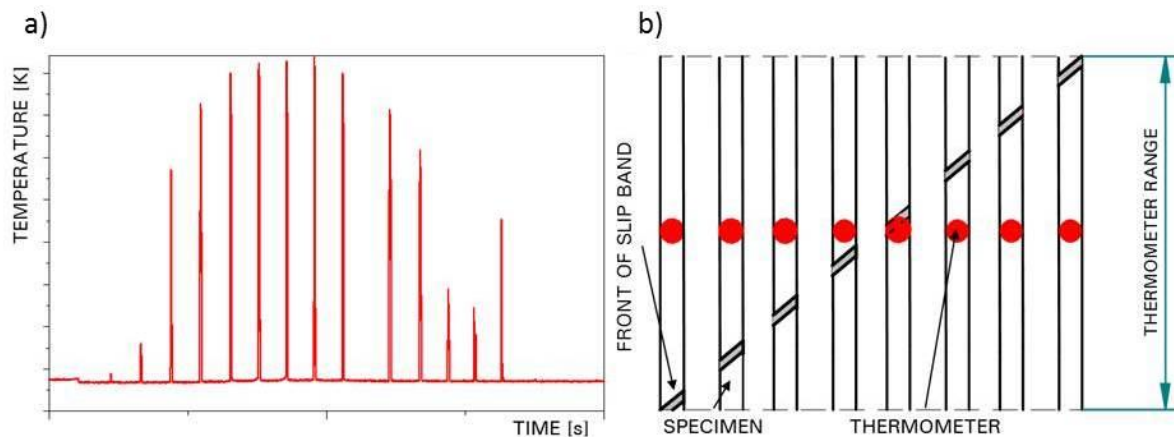 a)
TEMPERATURE [K]
TIME [s]
b)
FRONT OF SLIP BAND
SPECIMEN
THERMOMETER
THERMOMETER RANGE